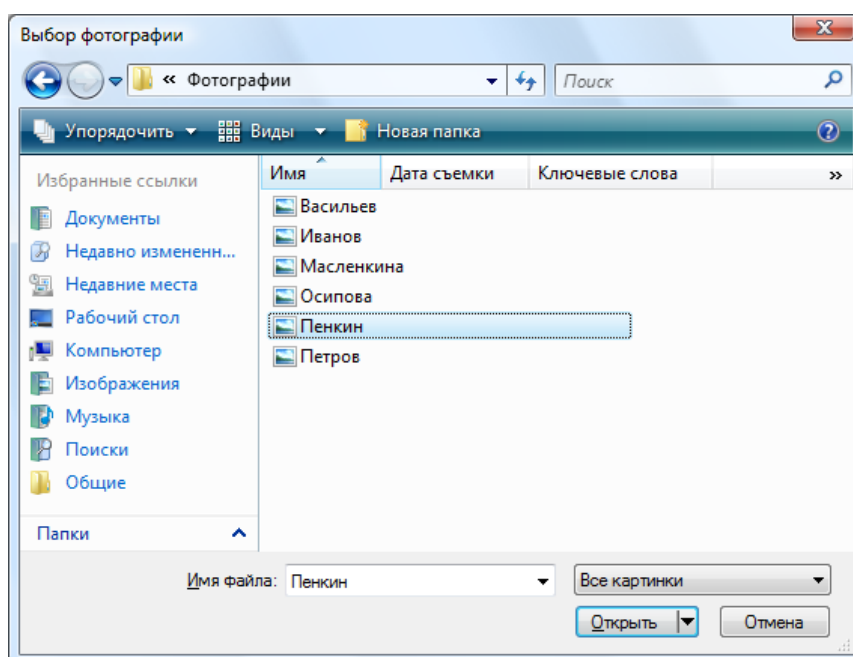 Выбор фотографии
« Фотографии
Поиск
Упорядочить Виды Новая папка
Избранные ссылки
Имя Дата съемки Ключевые слова »
Документы
Недавно измененн...
Недавние места
Рабочий стол
Компьютер
Изображения
Музыка
Поиски
Общие
Папки
Васильев
Иванов
Масленкина
Осипова
Пенкин
Петров
Имя файла: Пенкин Все картинки
Открыть Отмена